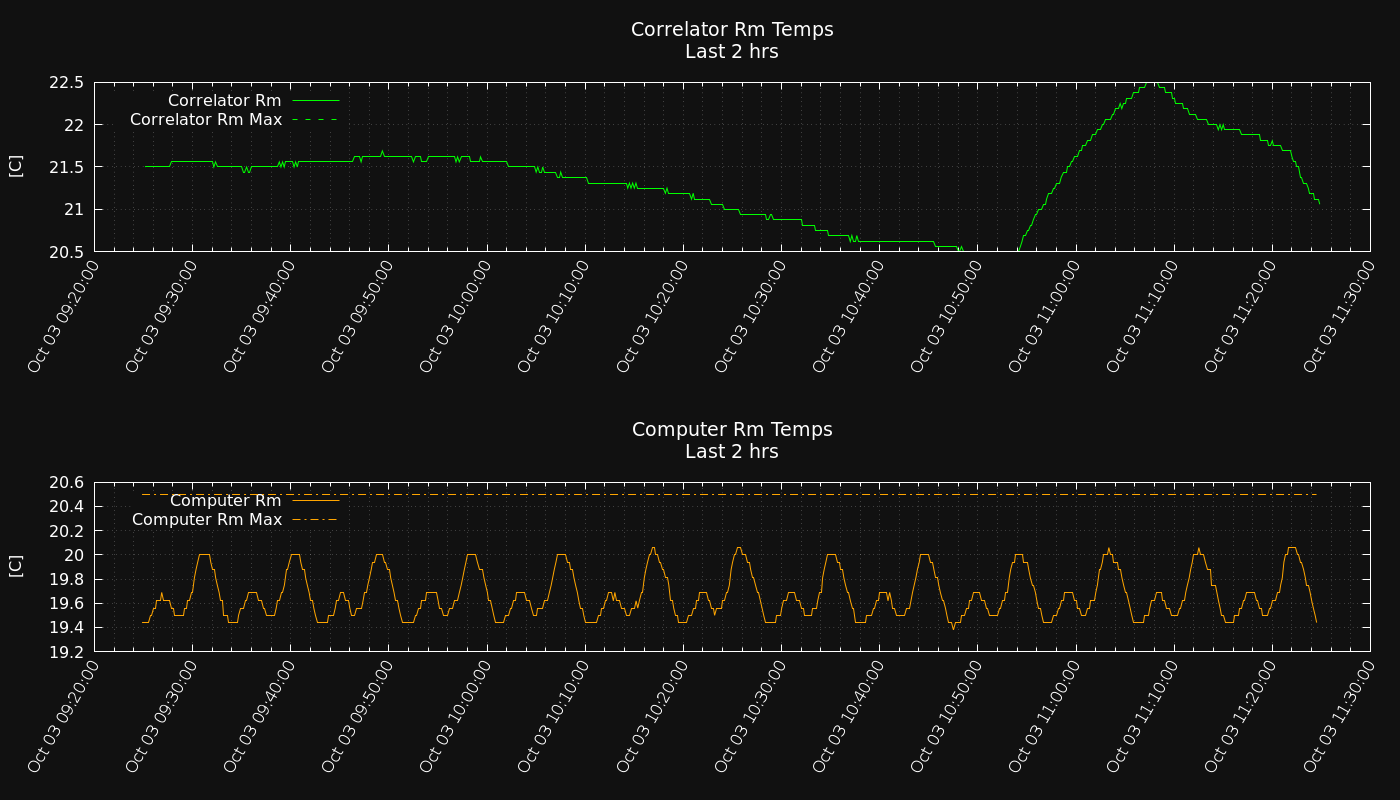 Correlator Rm Temps
Last 2 hrs
22.5
22
21.5
21
20.5
[C]
Correlator Rm
Correlator Rm Max
Oct 03 09:20:00
Oct 03 09:30:00
Oct 03 09:40:00
Oct 03 09:50:00
Oct 03 10:00:00
Oct 03 10:10:00
Oct 03 10:20:00
Oct 03 10:30:00
Oct 03 10:40:00
Oct 03 10:50:00
Oct 03 11:00:00
Oct 03 11:10:00
Oct 03 11:20:00
Oct 03 11:30:00
Computer Rm Temps
Last 2 hrs
20.6
20.4
20.2
20
19.8
19.6
19.4
19.2
[C]
Computer Rm
Computer Rm Max
Oct 03 09:20:00
Oct 03 09:30:00
Oct 03 09:40:00
Oct 03 09:50:00
Oct 03 10:00:00
Oct 03 10:10:00
Oct 03 10:20:00
Oct 03 10:30:00
Oct 03 10:40:00
Oct 03 10:50:00
Oct 03 11:00:00
Oct 03 11:10:00
Oct 03 11:20:00
Oct 03 11:30:00